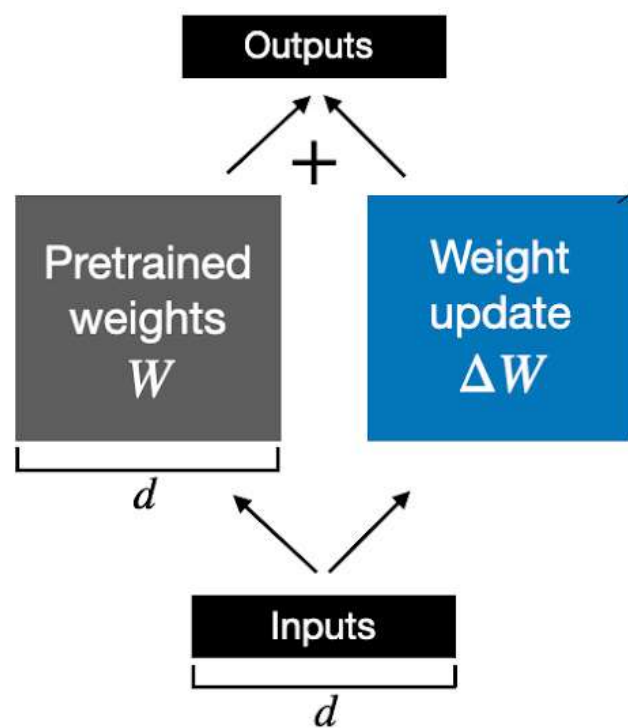 Outputs
+
Pretrained
weights
W
Weight
update
ΔW
d
Inputs
d